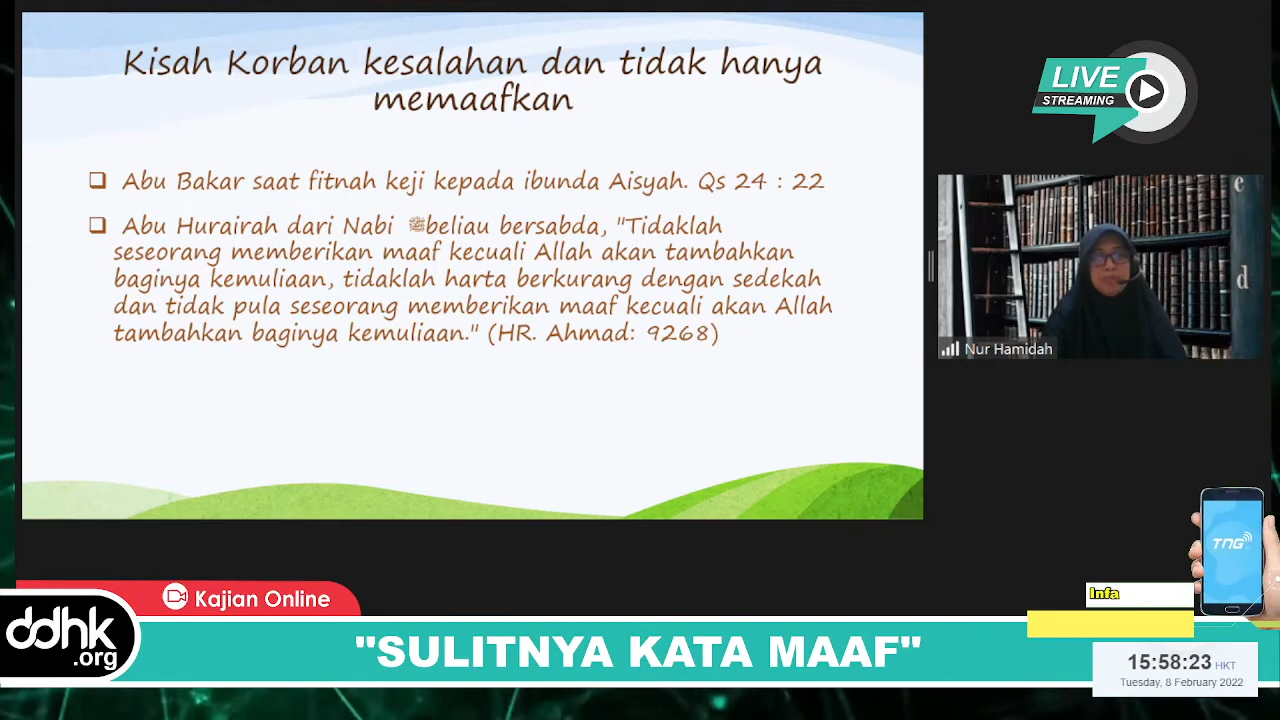 Kisah Korban kesalahan dan tidak hanya
memaafkan
Abu Bakar saat fitnah keji kepada ibunda Aisyah. Qs 24 : 22
Abu Hurairah dari Nabi ﷺbeliau bersabda, "Tidaklah
seseorang memberikan maaf kecuali Allah akan tambahkan
baginya kemuliaan, tidaklah harta berkurang dengan sedekah
dan tidak pula seseorang memberikan maaf kecuali akan Allah
tambahkan baginya kemuliaan." (HR. Ahmad: 9268)
LIVE
STREAMING
e
d
Nur Hamidah
TNG
Kajian Online
Infa
ddhk
.org
"SULITNYA KATA MAAF"
15:58:23 HKT
Tuesday, 8 February 2022